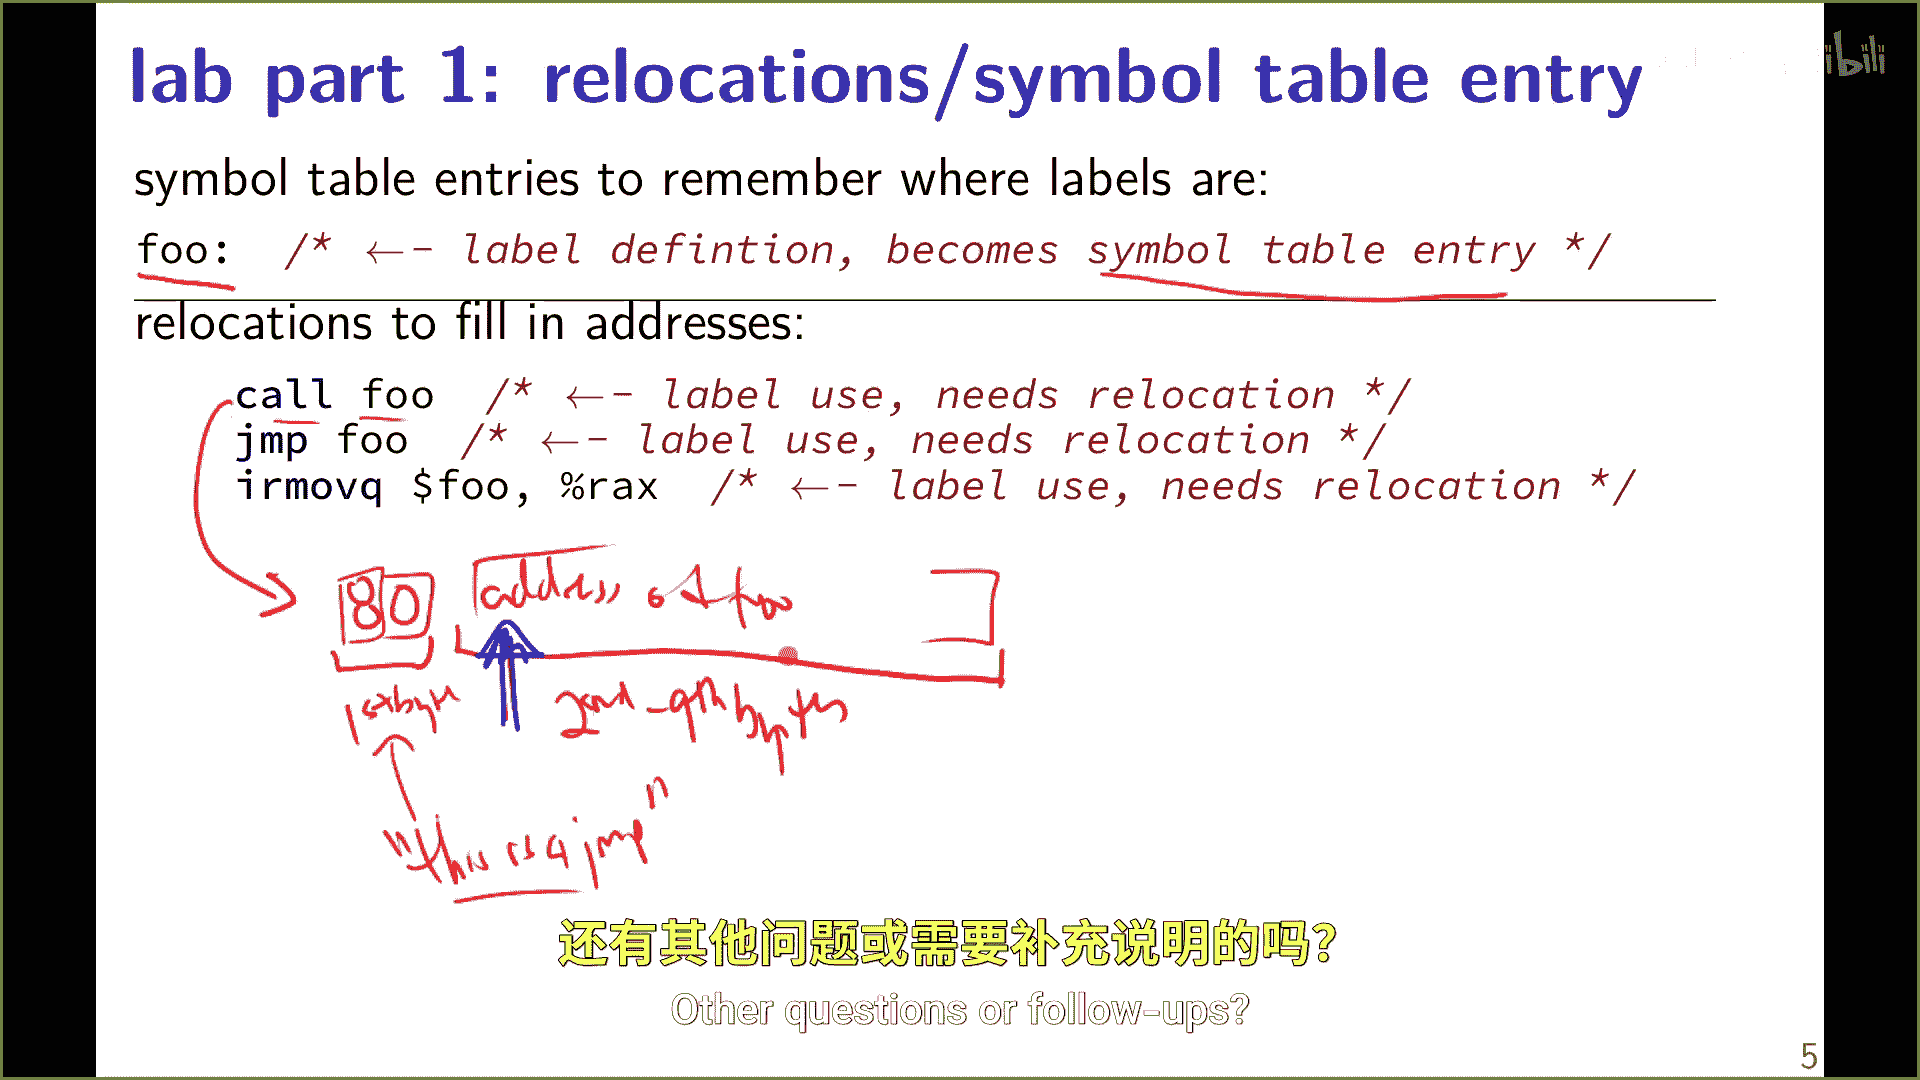 lab part 1: relocations/symbol table entry
bili
symbol table entries to remember where labels are:
foo: /* ←- label defintion, becomes symbol table entry */
relocations to fill in addresses:
call foo /* ←- label use, needs relocation */
jmp foo /* ←- label use, needs relocation */
irmovq $foo, %rax /* ←- label use, needs relocation */
80 address of foo
1st byte 2nd-9th bytes
"this is a jmp"
还有其他问题或需要补充说明的吗?
Other questions or follow-ups?
5